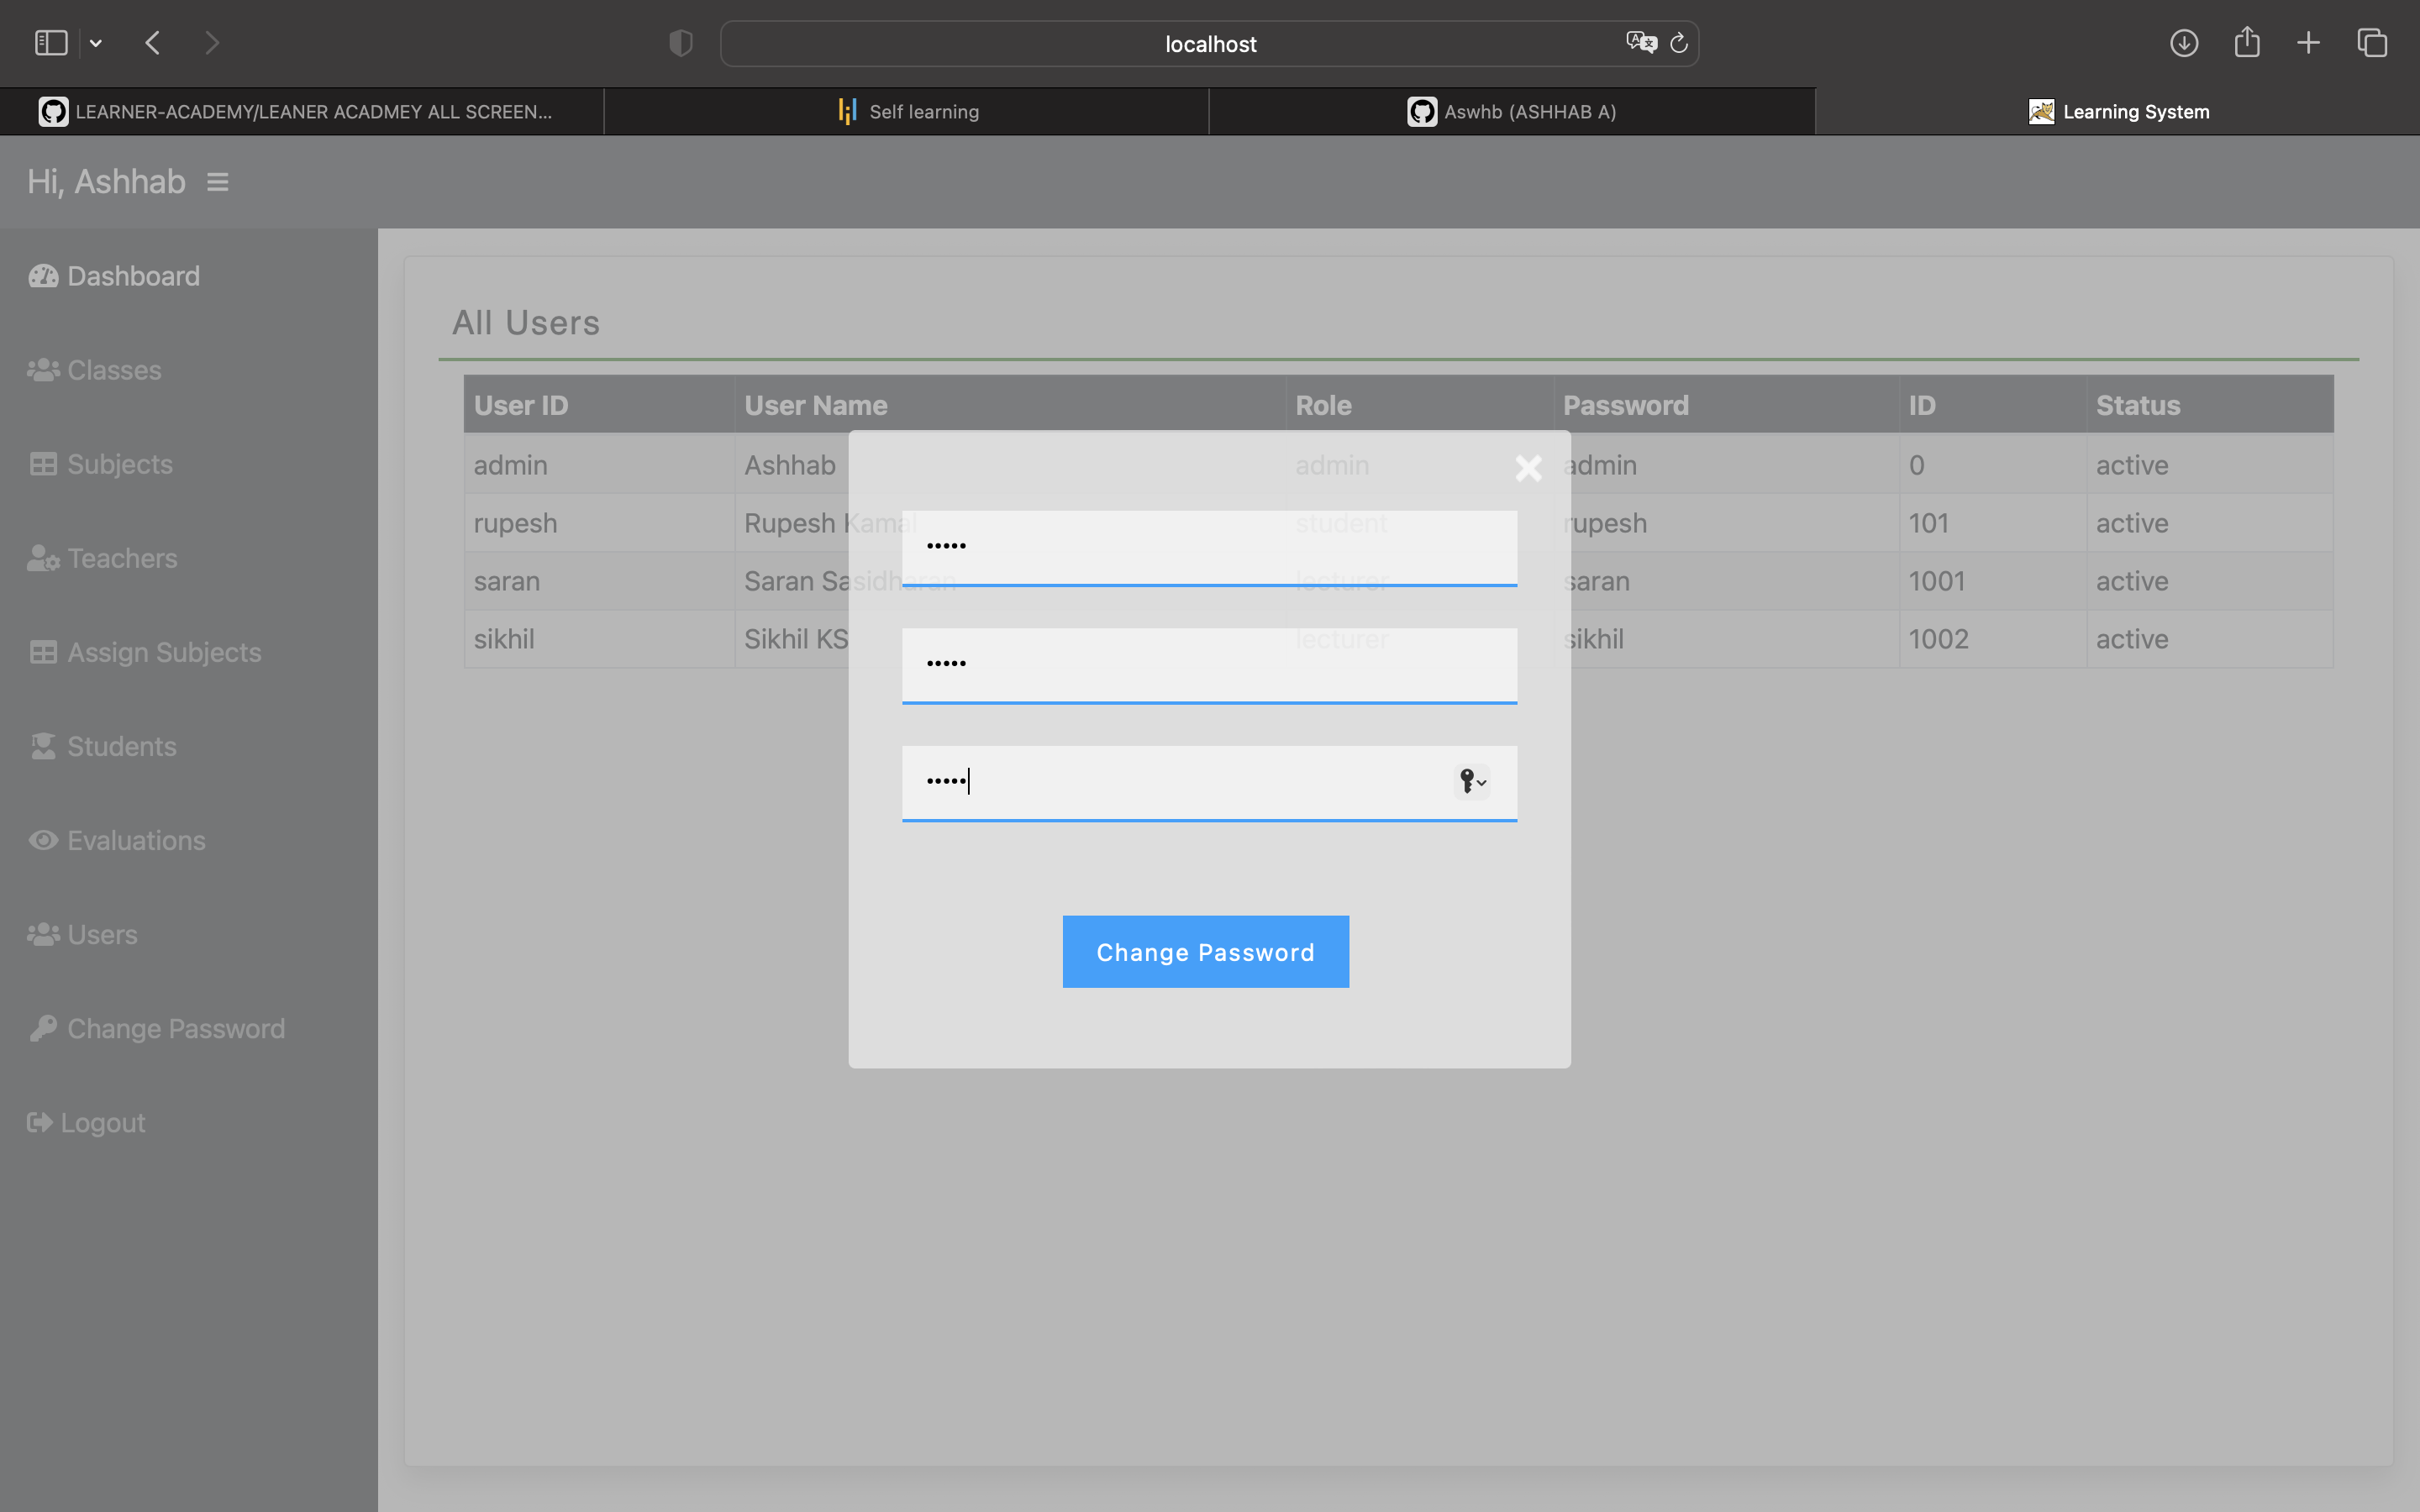 localhost
LEARNER-ACADEMY/LEANER ACADMEY ALL SCREEN...
Self learning
Aswhb (ASHHAB A)
Learning System
Hi, Ashhab
Dashboard
Classes
Subjects
Teachers
Assign Subjects
Students
Evaluations
Users
Change Password
Logout
All Users
User ID User Name Role Password ID Status
admin Ashhab admin admin 0 active
rupesh Rupesh Kamal student rupesh 101 active
saran Saran Sasidharan lecturer saran 1001 active
sikhil Sikhil KS lecturer sikhil 1002 active
•••••
•••••
•••••
Change Password